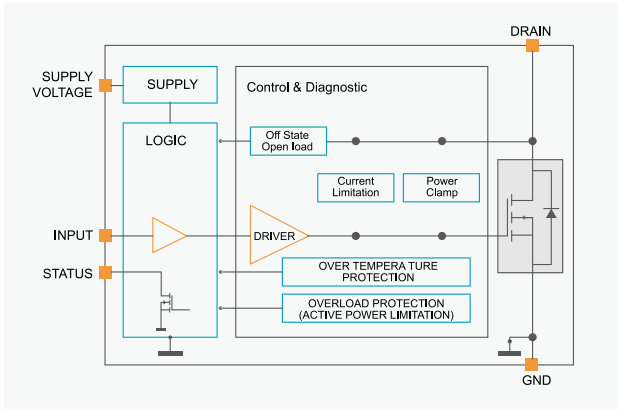 DRAIN
SUPPLY
VOLTAGE
SUPPLY
Control & Diagnostic
LOGIC
Off State
Open load
Current
Limitation
Power
Clamp
INPUT
DRIVER
STATUS
OVER TEMPERA TURE
PROTECTION
OVERLOAD PROTECTION
(ACTIVE POWER LIMITATION)
GND